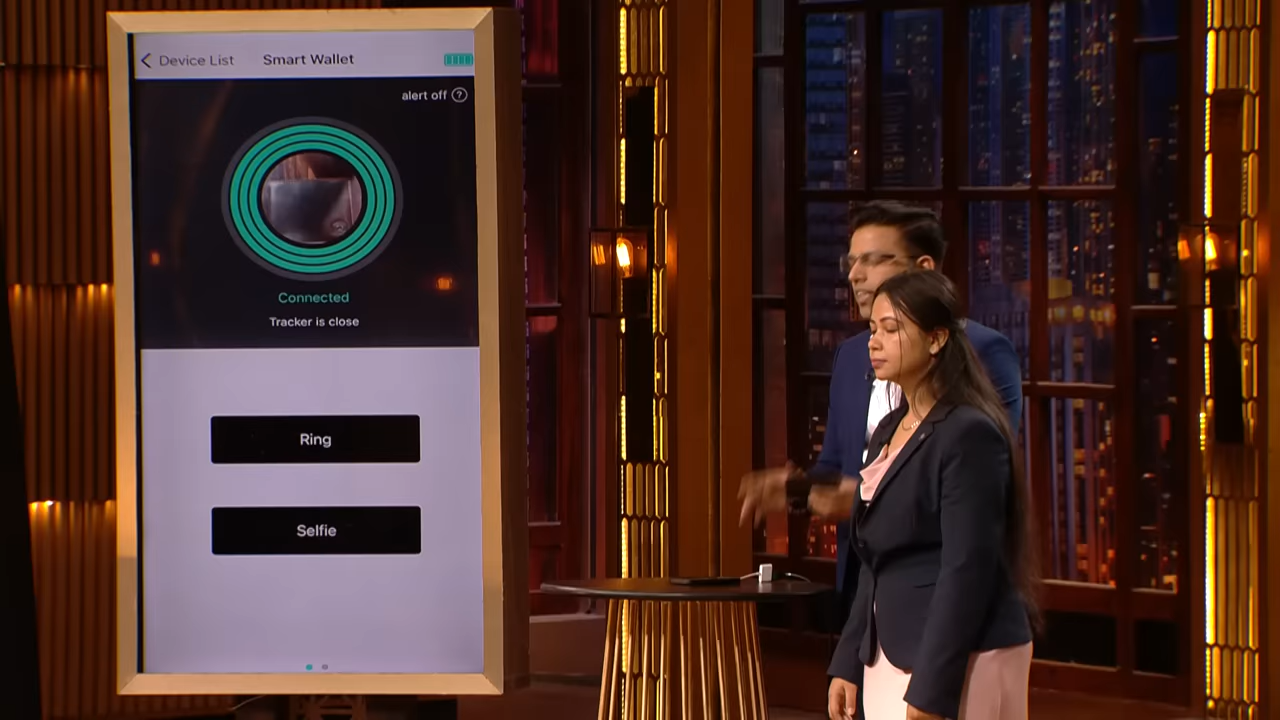 Device List Smart Wallet
alert off ?
Connected
Tracker is close
Ring
Selfie